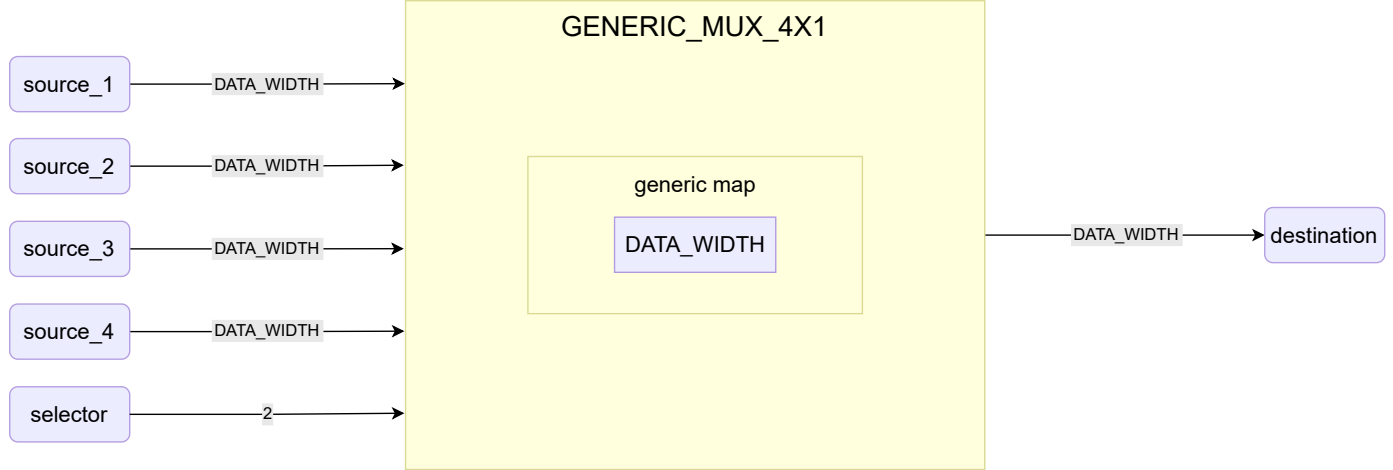 GENERIC_MUX_4X1
source_1
DATA_WIDTH
source_2
DATA_WIDTH
source_3
DATA_WIDTH
source_4
DATA_WIDTH
selector
2
generic map
DATA_WIDTH
DATA_WIDTH
destination